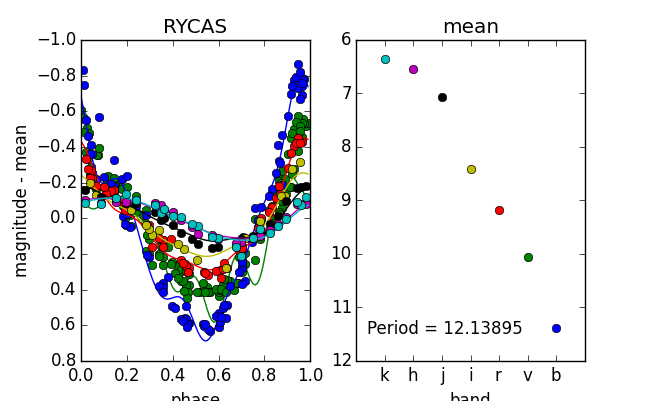 RYCAS
−1.0
−0.8
−0.6
−0.4
−0.2
0.0
0.2
0.4
0.6
0.8
magnitude - mean
0.0 0.2 0.4 0.6 0.8 1.0
phase
mean
6
7
8
9
10
11
12
Period = 12.13895
k h j i r v b
band